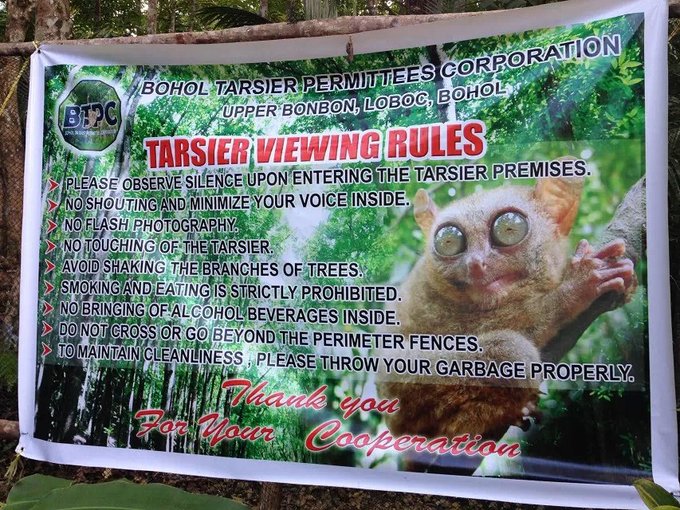 BOHOL TARSIER PERMITTEES CORPORATION
UPPER BONBON, LOBOC, BOHOL
BTPC
TARSIER VIEWING RULES
PLEASE OBSERVE SILENCE UPON ENTERING THE TARSIER PREMISES.
NO SHOUTING AND MINIMIZE YOUR VOICE INSIDE.
NO FLASH PHOTOGRAPHY.
NO TOUCHING OF THE TARSIER.
AVOID SHAKING THE BRANCHES OF TREES.
SMOKING AND EATING IS STRICTLY PROHIBITED.
NO BRINGING OF ALCOHOL BEVERAGES INSIDE.
DO NOT CROSS OR GO BEYOND THE PERIMETER FENCES.
TO MAINTAIN CLEANLINESS , PLEASE THROW YOUR GARBAGE PROPERLY.
Thank you
For Your Cooperation